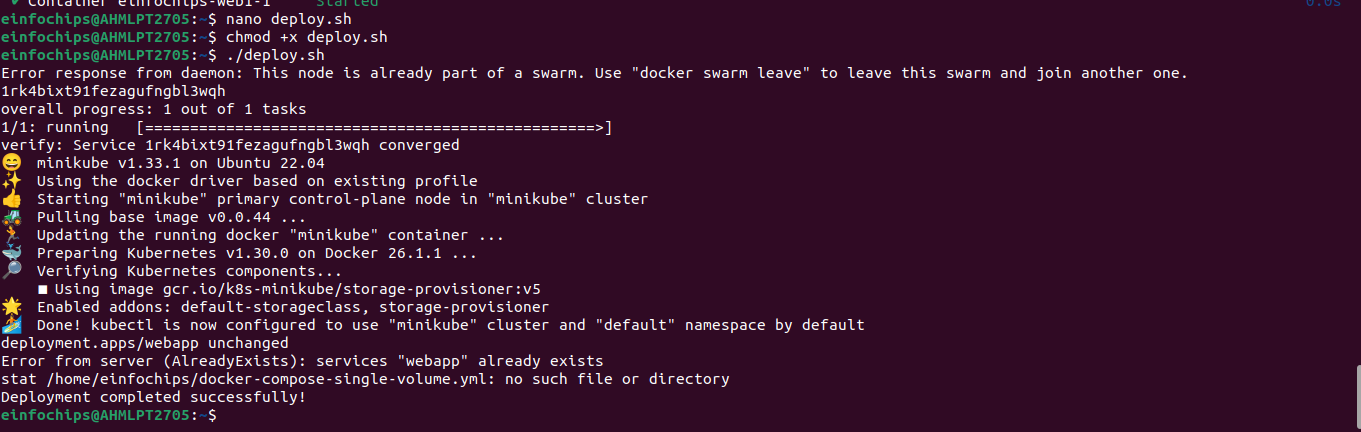 ✔ Container einfochips-web1-1 Started 0.0s
einfochips@AHMLPT2705:~$ nano deploy.sh
einfochips@AHMLPT2705:~$ chmod +x deploy.sh
einfochips@AHMLPT2705:~$ ./deploy.sh
Error response from daemon: This node is already part of a swarm. Use "docker swarm leave" to leave this swarm and join another one.
1rk4bixt91fezagufngbl3wqh
overall progress: 1 out of 1 tasks
1/1: running [==================================================>]
verify: Service 1rk4bixt91fezagufngbl3wqh converged
😄 minikube v1.33.1 on Ubuntu 22.04
✨ Using the docker driver based on existing profile
👍 Starting "minikube" primary control-plane node in "minikube" cluster
🚜 Pulling base image v0.0.44 ...
🏃 Updating the running docker "minikube" container ...
🐳 Preparing Kubernetes v1.30.0 on Docker 26.1.1 ...
🔎 Verifying Kubernetes components...
■ Using image gcr.io/k8s-minikube/storage-provisioner:v5
🌟 Enabled addons: default-storageclass, storage-provisioner
🏄 Done! kubectl is now configured to use "minikube" cluster and "default" namespace by default
deployment.apps/webapp unchanged
Error from server (AlreadyExists): services "webapp" already exists
stat /home/einfochips/docker-compose-single-volume.yml: no such file or directory
Deployment completed successfully!
einfochips@AHMLPT2705:~$